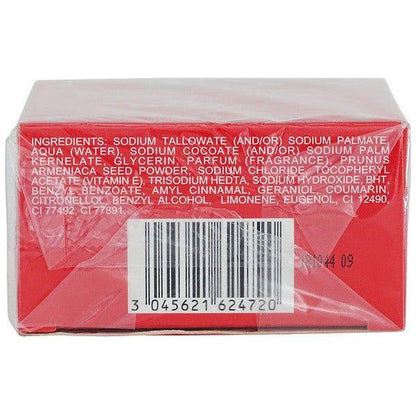 INGREDIENTS: SODIUM TALLOWATE (AND/OR) SODIUM PALMATE,
AQUA (WATER), SODIUM COCOATE (AND/OR) SODIUM PALM
KERNELATE, GLYCERIN PARFUM (FRAGRANCE), PRUNUS
ARMENIACA SEED POWDER, SODIUM CHLORIDE, TOCOPHERYL
ACETATE (VITAMIN E), TRISODIUM HEDTA, SODIUM HYDROXIDE, BHT,
BENZYL BENZOATE, AMYL CINNAMAL, GERANIOL, COUMARIN,
CITRONELLOL, BENZYL ALCOHOL, LIMONENE, EUGENOL, CI 12490,
CI 77492, CI 77891.
09
3 045621 624720